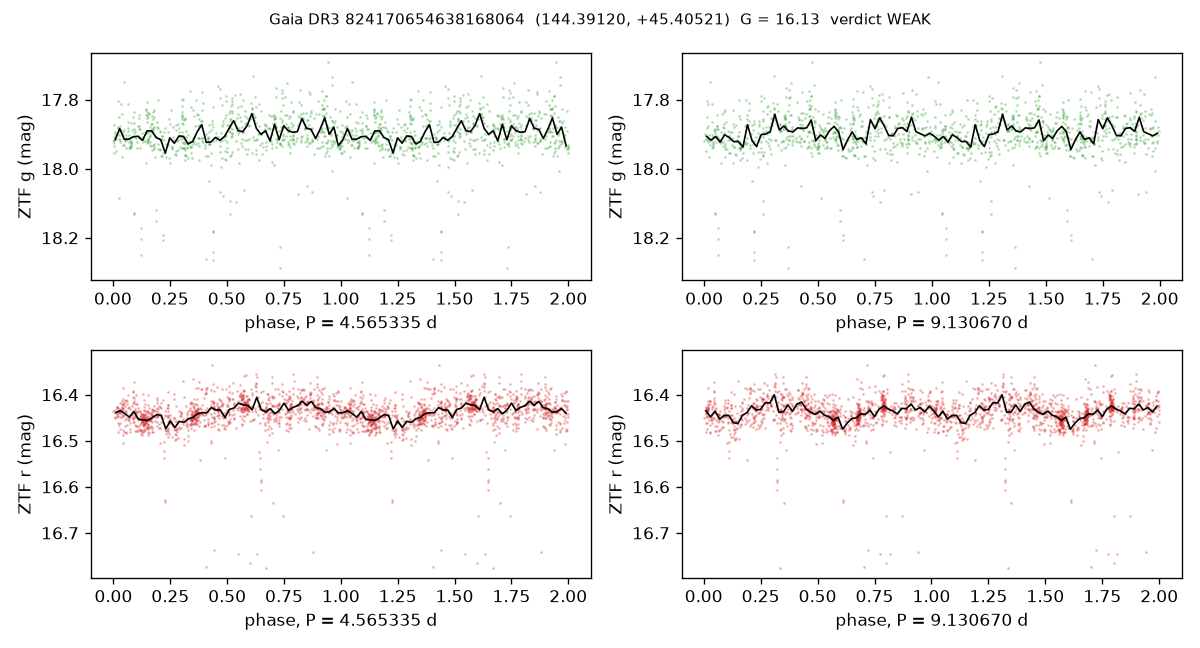 Gaia DR3 824170654638168064  (144.39120, +45.40521)  G = 16.13  verdict WEAK
ZTF g (mag)
17.8
18.0
18.2
0.00 0.25 0.50 0.75 1.00 1.25 1.50 1.75 2.00
phase, P = 4.565335 d
ZTF g (mag)
17.8
18.0
18.2
0.00 0.25 0.50 0.75 1.00 1.25 1.50 1.75 2.00
phase, P = 9.130670 d
ZTF r (mag)
16.4
16.5
16.6
16.7
0.00 0.25 0.50 0.75 1.00 1.25 1.50 1.75 2.00
phase, P = 4.565335 d
ZTF r (mag)
16.4
16.5
16.6
16.7
0.00 0.25 0.50 0.75 1.00 1.25 1.50 1.75 2.00
phase, P = 9.130670 d